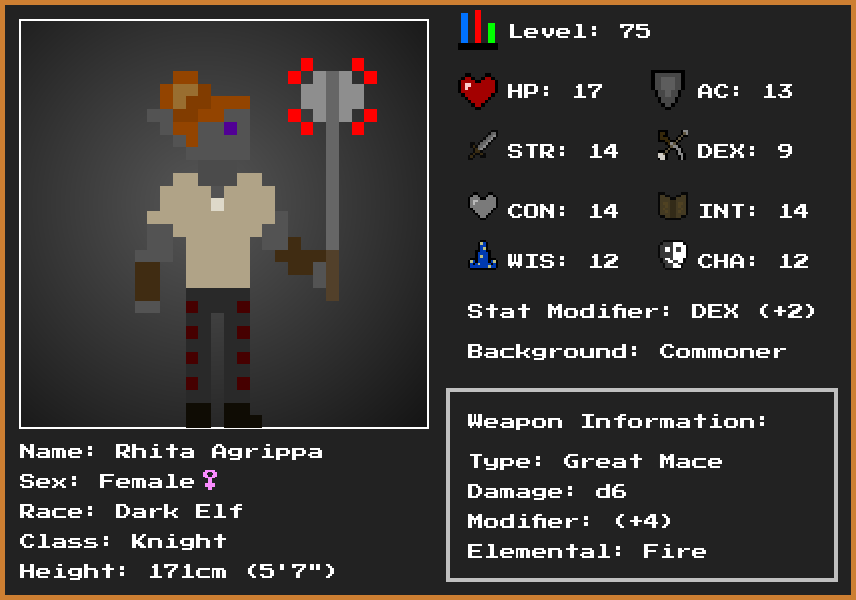 Level: 75
HP: 17
AC: 13
STR: 14
DEX: 9
CON: 14
INT: 14
WIS: 12
CHA: 12
Stat Modifier: DEX (+2)
Background: Commoner
Weapon Information:
Type: Great Mace
Damage: d6
Modifier: (+4)
Elemental: Fire
Name: Rhita Agrippa
Sex: Female♀
Race: Dark Elf
Class: Knight
Height: 171cm (5'7")